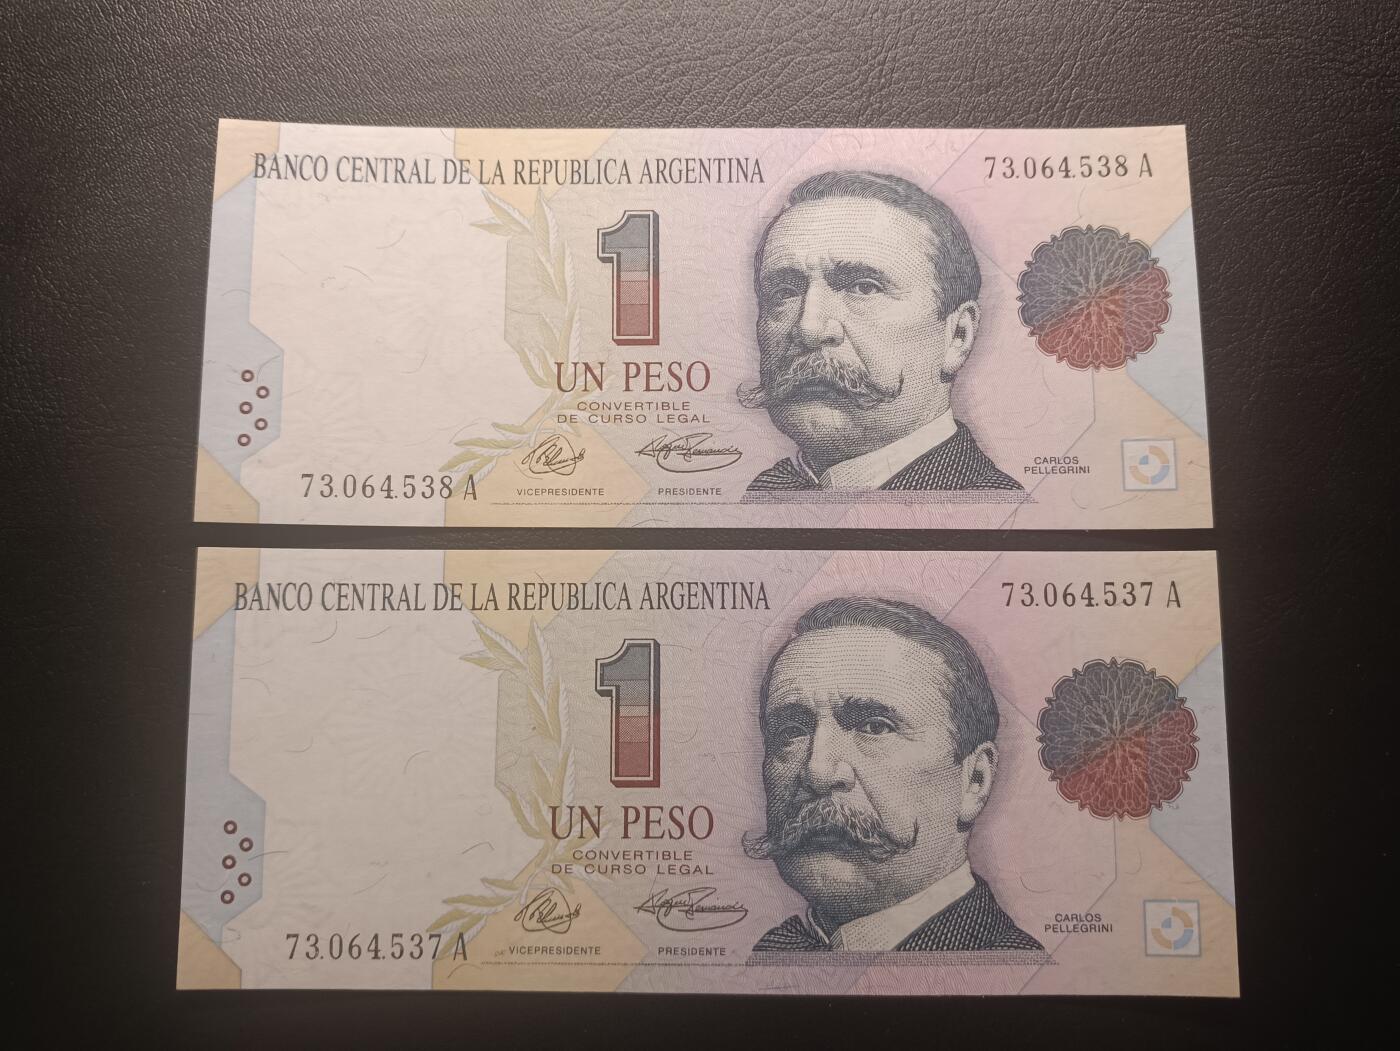 BANCO CENTRAL DE LA REPUBLICA ARGENTINA
73.064.538 A
1
UN PESO
CONVERTIBLE
DE CURSO LEGAL
VICEPRESIDENTE
PRESIDENTE
CARLOS
PELLEGRINI
73.064.538 A
BANCO CENTRAL DE LA REPUBLICA ARGENTINA
73.064.537 A
1
UN PESO
CONVERTIBLE
DE CURSO LEGAL
VICEPRESIDENTE
PRESIDENTE
CARLOS
PELLEGRINI
73.064.537 A